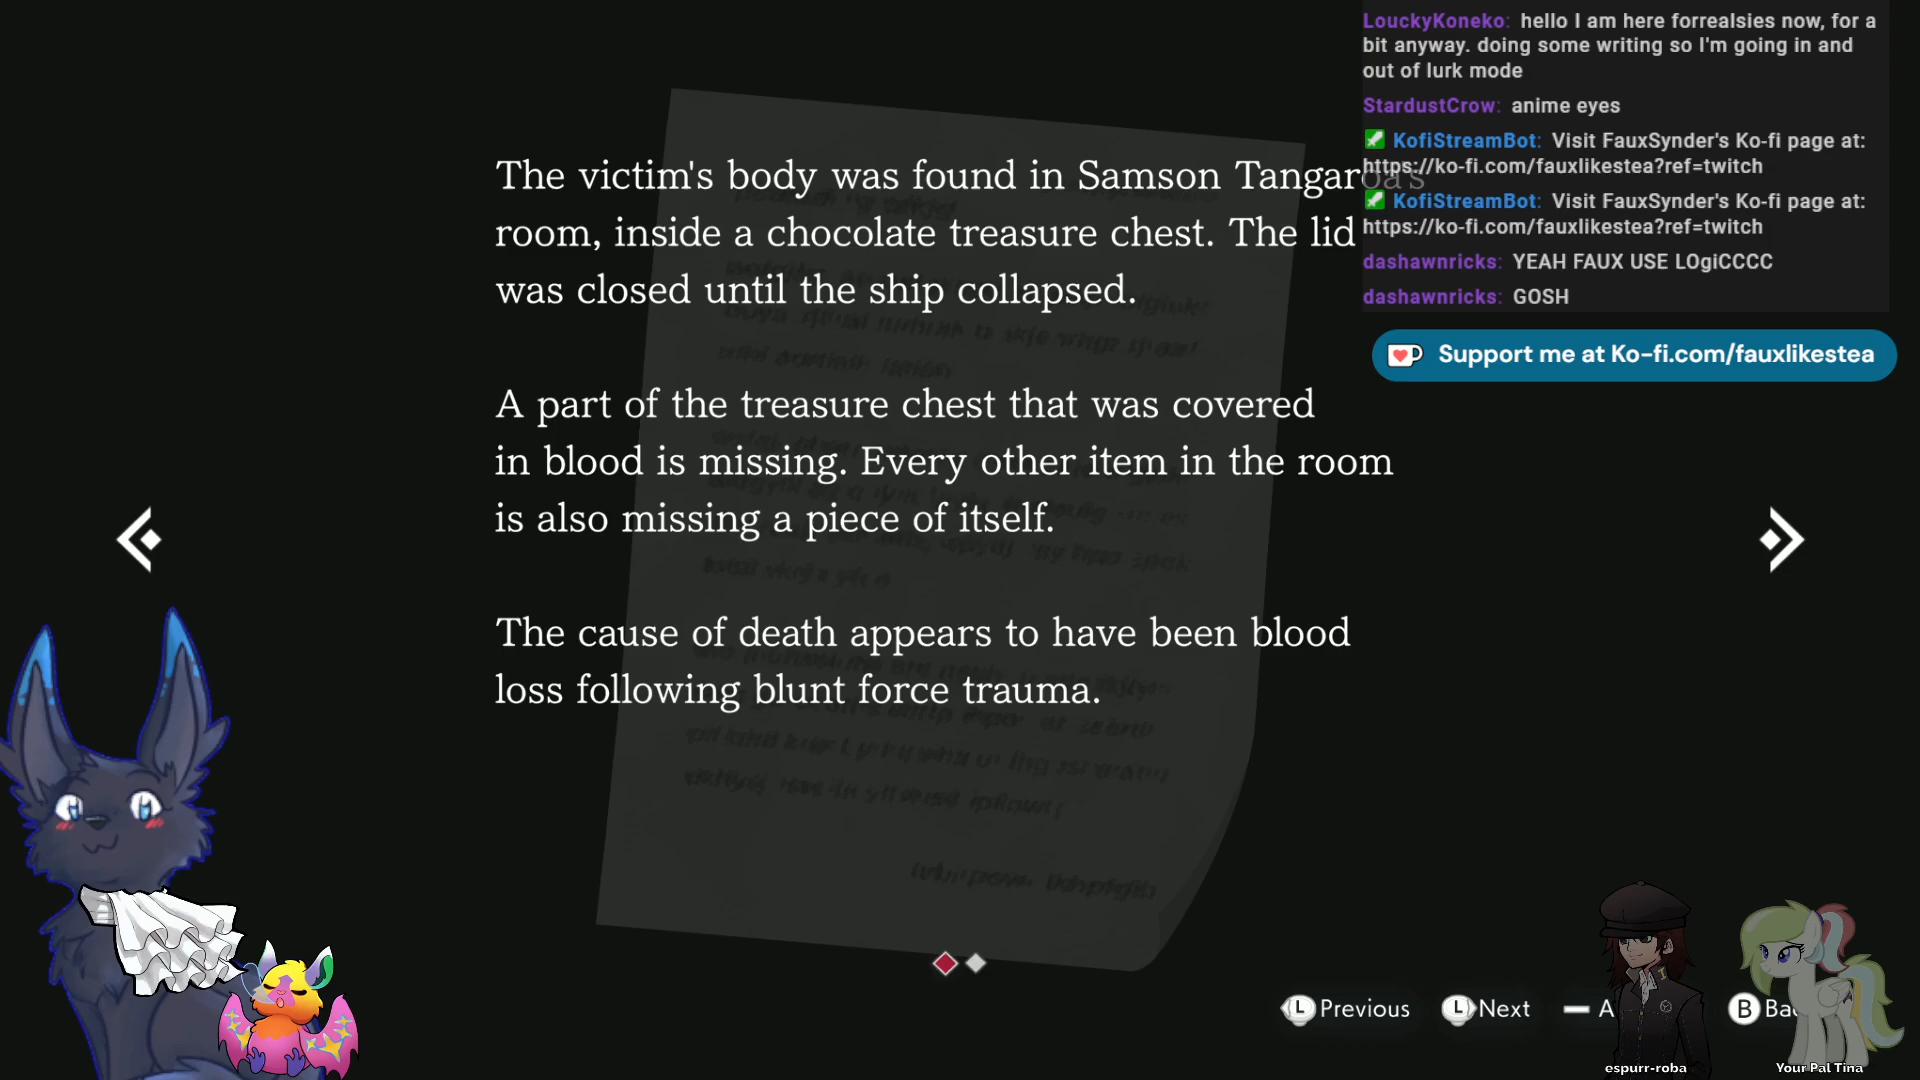 The victim's body was found in Samson Tangaroa's
room, inside a chocolate treasure chest. The lid
was closed until the ship collapsed.
A part of the treasure chest that was covered
in blood is missing. Every other item in the room
is also missing a piece of itself.
The cause of death appears to have been blood
loss following blunt force trauma.
LouckyKoneko: hello I am here forrealsies now, for a
bit anyway. doing some writing so I'm going in and
out of lurk mode
StardustCrow: anime eyes
KofiStreamBot: Visit FauxSynder's Ko-fi page at:
https://ko-fi.com/fauxlikestea?ref=twitch
KofiStreamBot: Visit FauxSynder's Ko-fi page at:
https://ko-fi.com/fauxlikestea?ref=twitch
dashawnricks: YEAH FAUX USE LOgiCCCC
dashawnricks: GOSH
Support me at Ko-fi.com/fauxlikestea
L Previous L Next B
espurr-roba Your Pal Tina